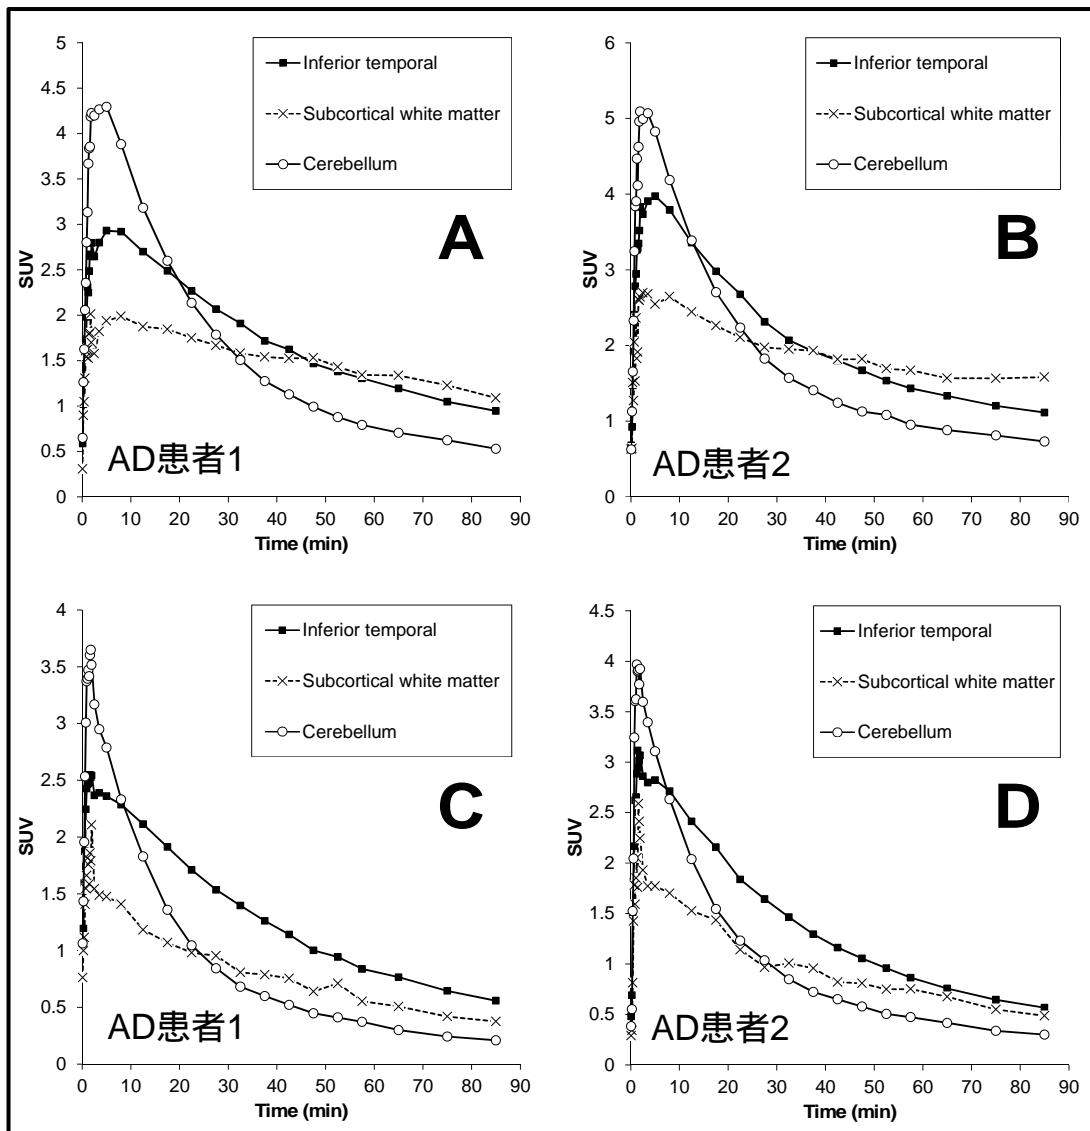 5
4.5
4
3.5
3
2.5
2
1.5
1
0.5
0
SUV
Inferior temporal
Subcortical white matter
Cerebellum
A
AD患者1
0 10 20 30 40 50 60 70 80 90
Time (min)
6
5
4
3
2
1
0
SUV
Inferior temporal
Subcortical white matter
Cerebellum
B
AD患者2
0 10 20 30 40 50 60 70 80 90
Time (min)
4
3.5
3
2.5
2
1.5
1
0.5
0
SUV
Inferior temporal
Subcortical white matter
Cerebellum
C
AD患者1
0 10 20 30 40 50 60 70 80 90
Time (min)
4.5
4
3.5
3
2.5
2
1.5
1
0.5
0
SUV
Inferior temporal
Subcortical white matter
Cerebellum
D
AD患者2
0 10 20 30 40 50 60 70 80 90
Time (min)